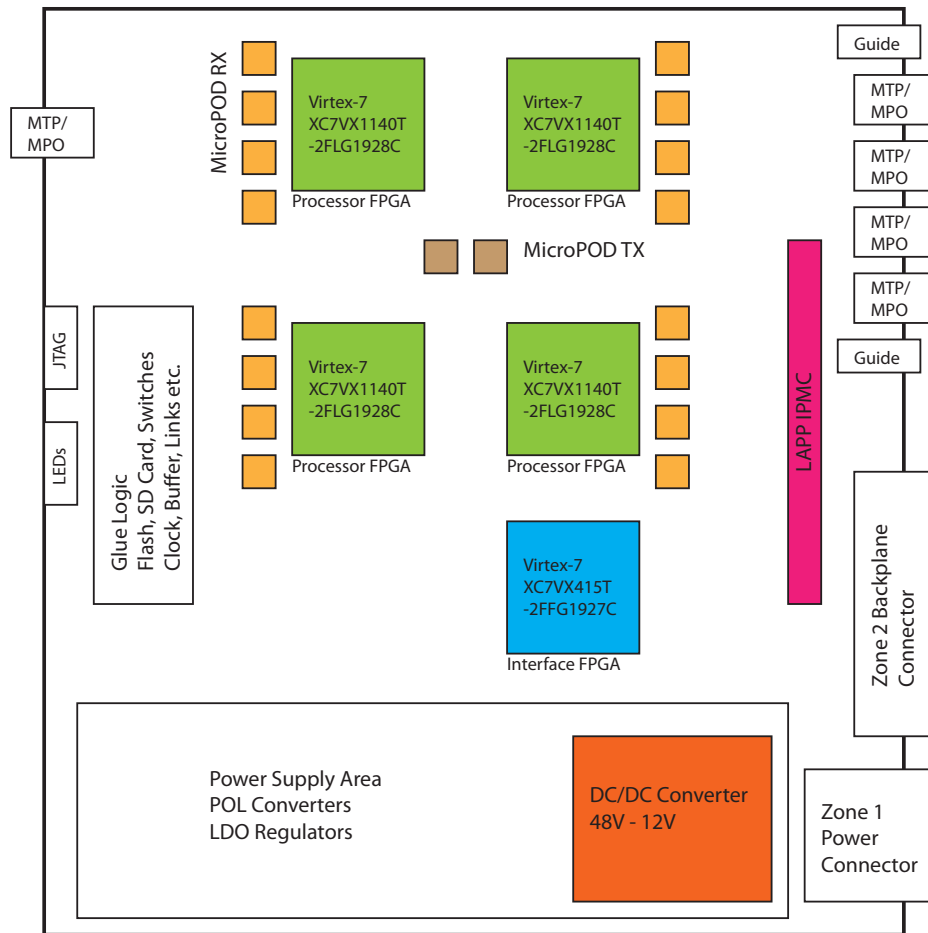 Guide
MicroPOD RX
Virtex-7
XC7VX1140T
-2FLG1928C
Processor FPGA
Virtex-7
XC7VX1140T
-2FLG1928C
Processor FPGA
MTP/
MPO
MTP/
MPO
MTP/
MPO
MTP/
MPO
MTP/
MPO
MicroPOD TX
Guide
JTAG
LEDs
Glue Logic
Flash, SD Card, Switches
Clock, Buffer, Links etc.
Virtex-7
XC7VX1140T
-2FLG1928C
Processor FPGA
Virtex-7
XC7VX1140T
-2FLG1928C
Processor FPGA
LAPP IPMC
Virtex-7
XC7VX415T
-2FFG1927C
Interface FPGA
Zone 2 Backplane
Connector
Power Supply Area
POL Converters
LDO Regulators
DC/DC Converter
48V - 12V
Zone 1
Power
Connector